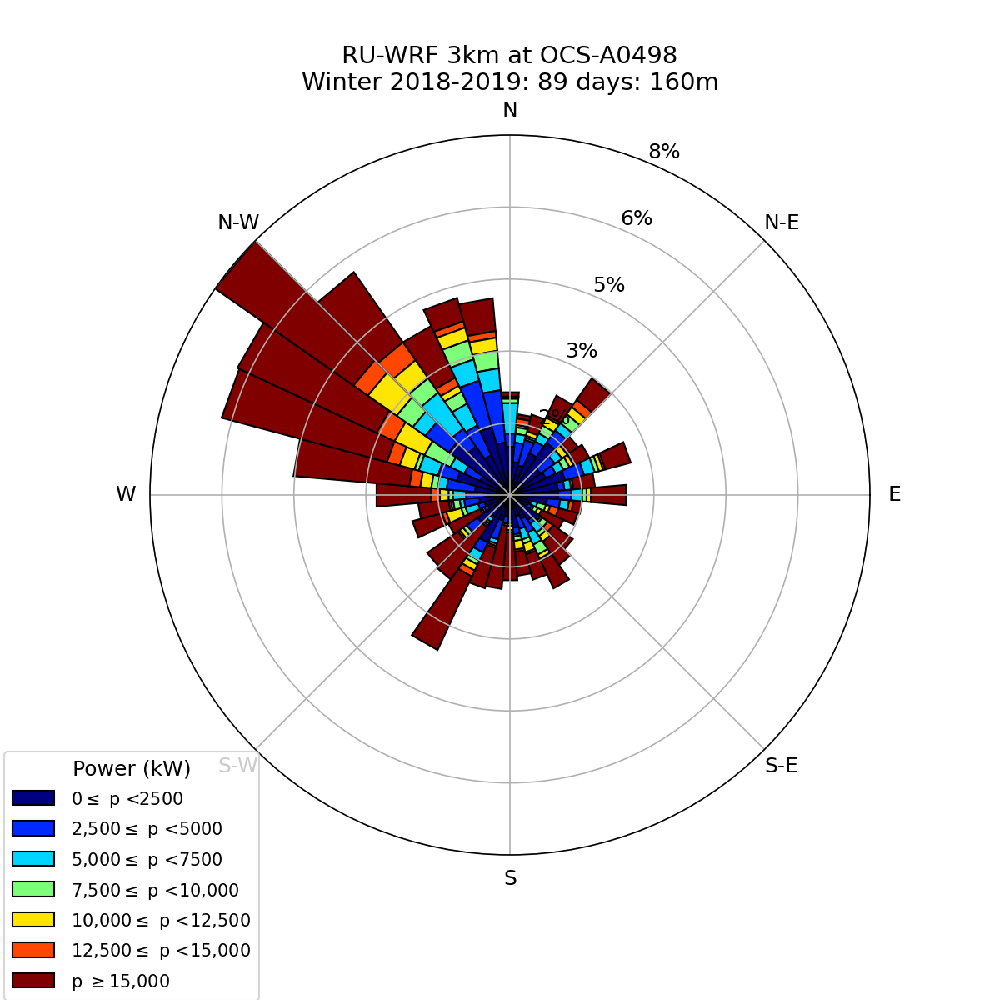 RU-WRF 3km at OCS-A0498
Winter 2018-2019: 89 days: 160m
N
8%
6%
N-W
N-E
5%
3%
2%
W
E
S-W
S-E
S
Power (kW)
0≤ p <2500
2,500≤ p <5000
5,000≤ p <7500
7,500≤ p <10,000
10,000≤ p <12,500
12,500≤ p <15,000
p ≥15,000